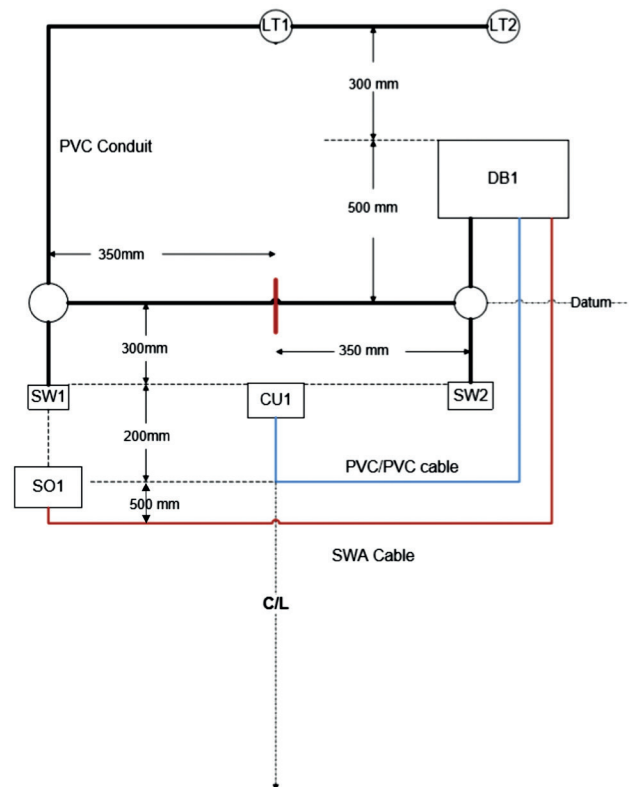 LT1
LT2
300 mm
PVC Conduit
DB1
500 mm
350mm
Datum
300mm
350 mm
SW1
CU1
SW2
200mm
PVC/PVC cable
SO1
500 mm
SWA Cable
C/L